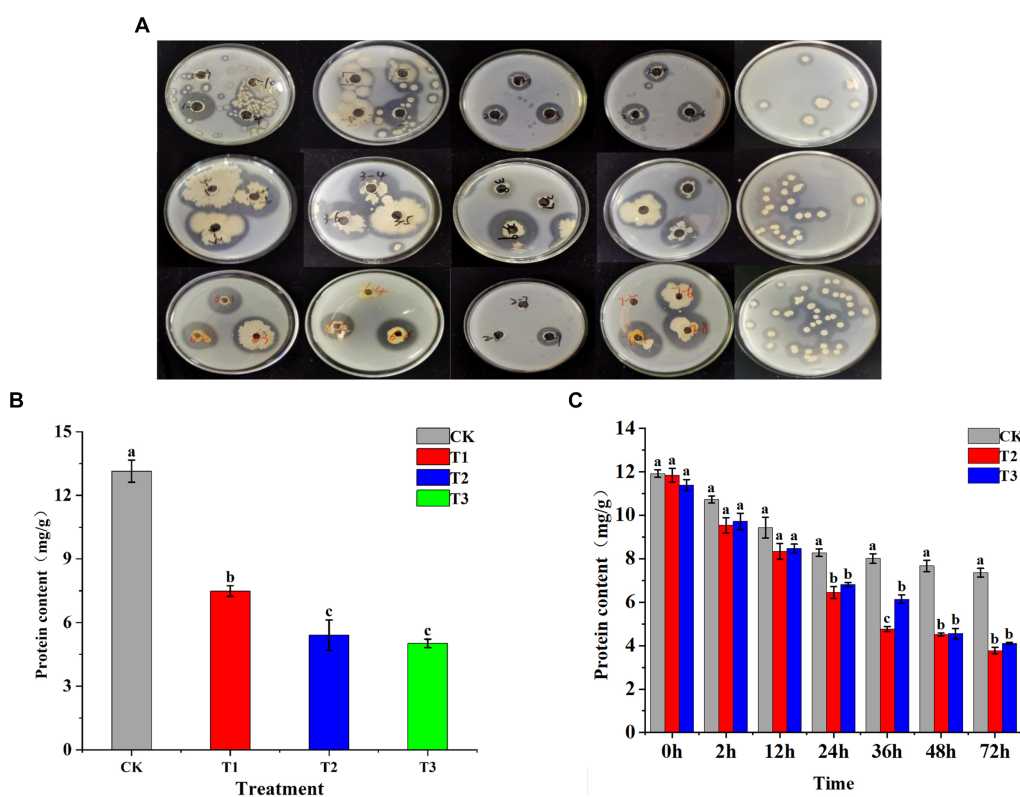 A
3-4
B
C
Protein content（mg/g）
15
12
9
6
3
0
a
b
c
c
CK
T1
T2
T3
CK
T1
T2
T3
Treatment
Protein content（mg/g）
14
12
10
8
6
4
2
0
a a a
a a a
a a a
a b b
a c b
a b b
a b b
CK
T2
T3
0h 2h 12h 24h 36h 48h 72h
Time